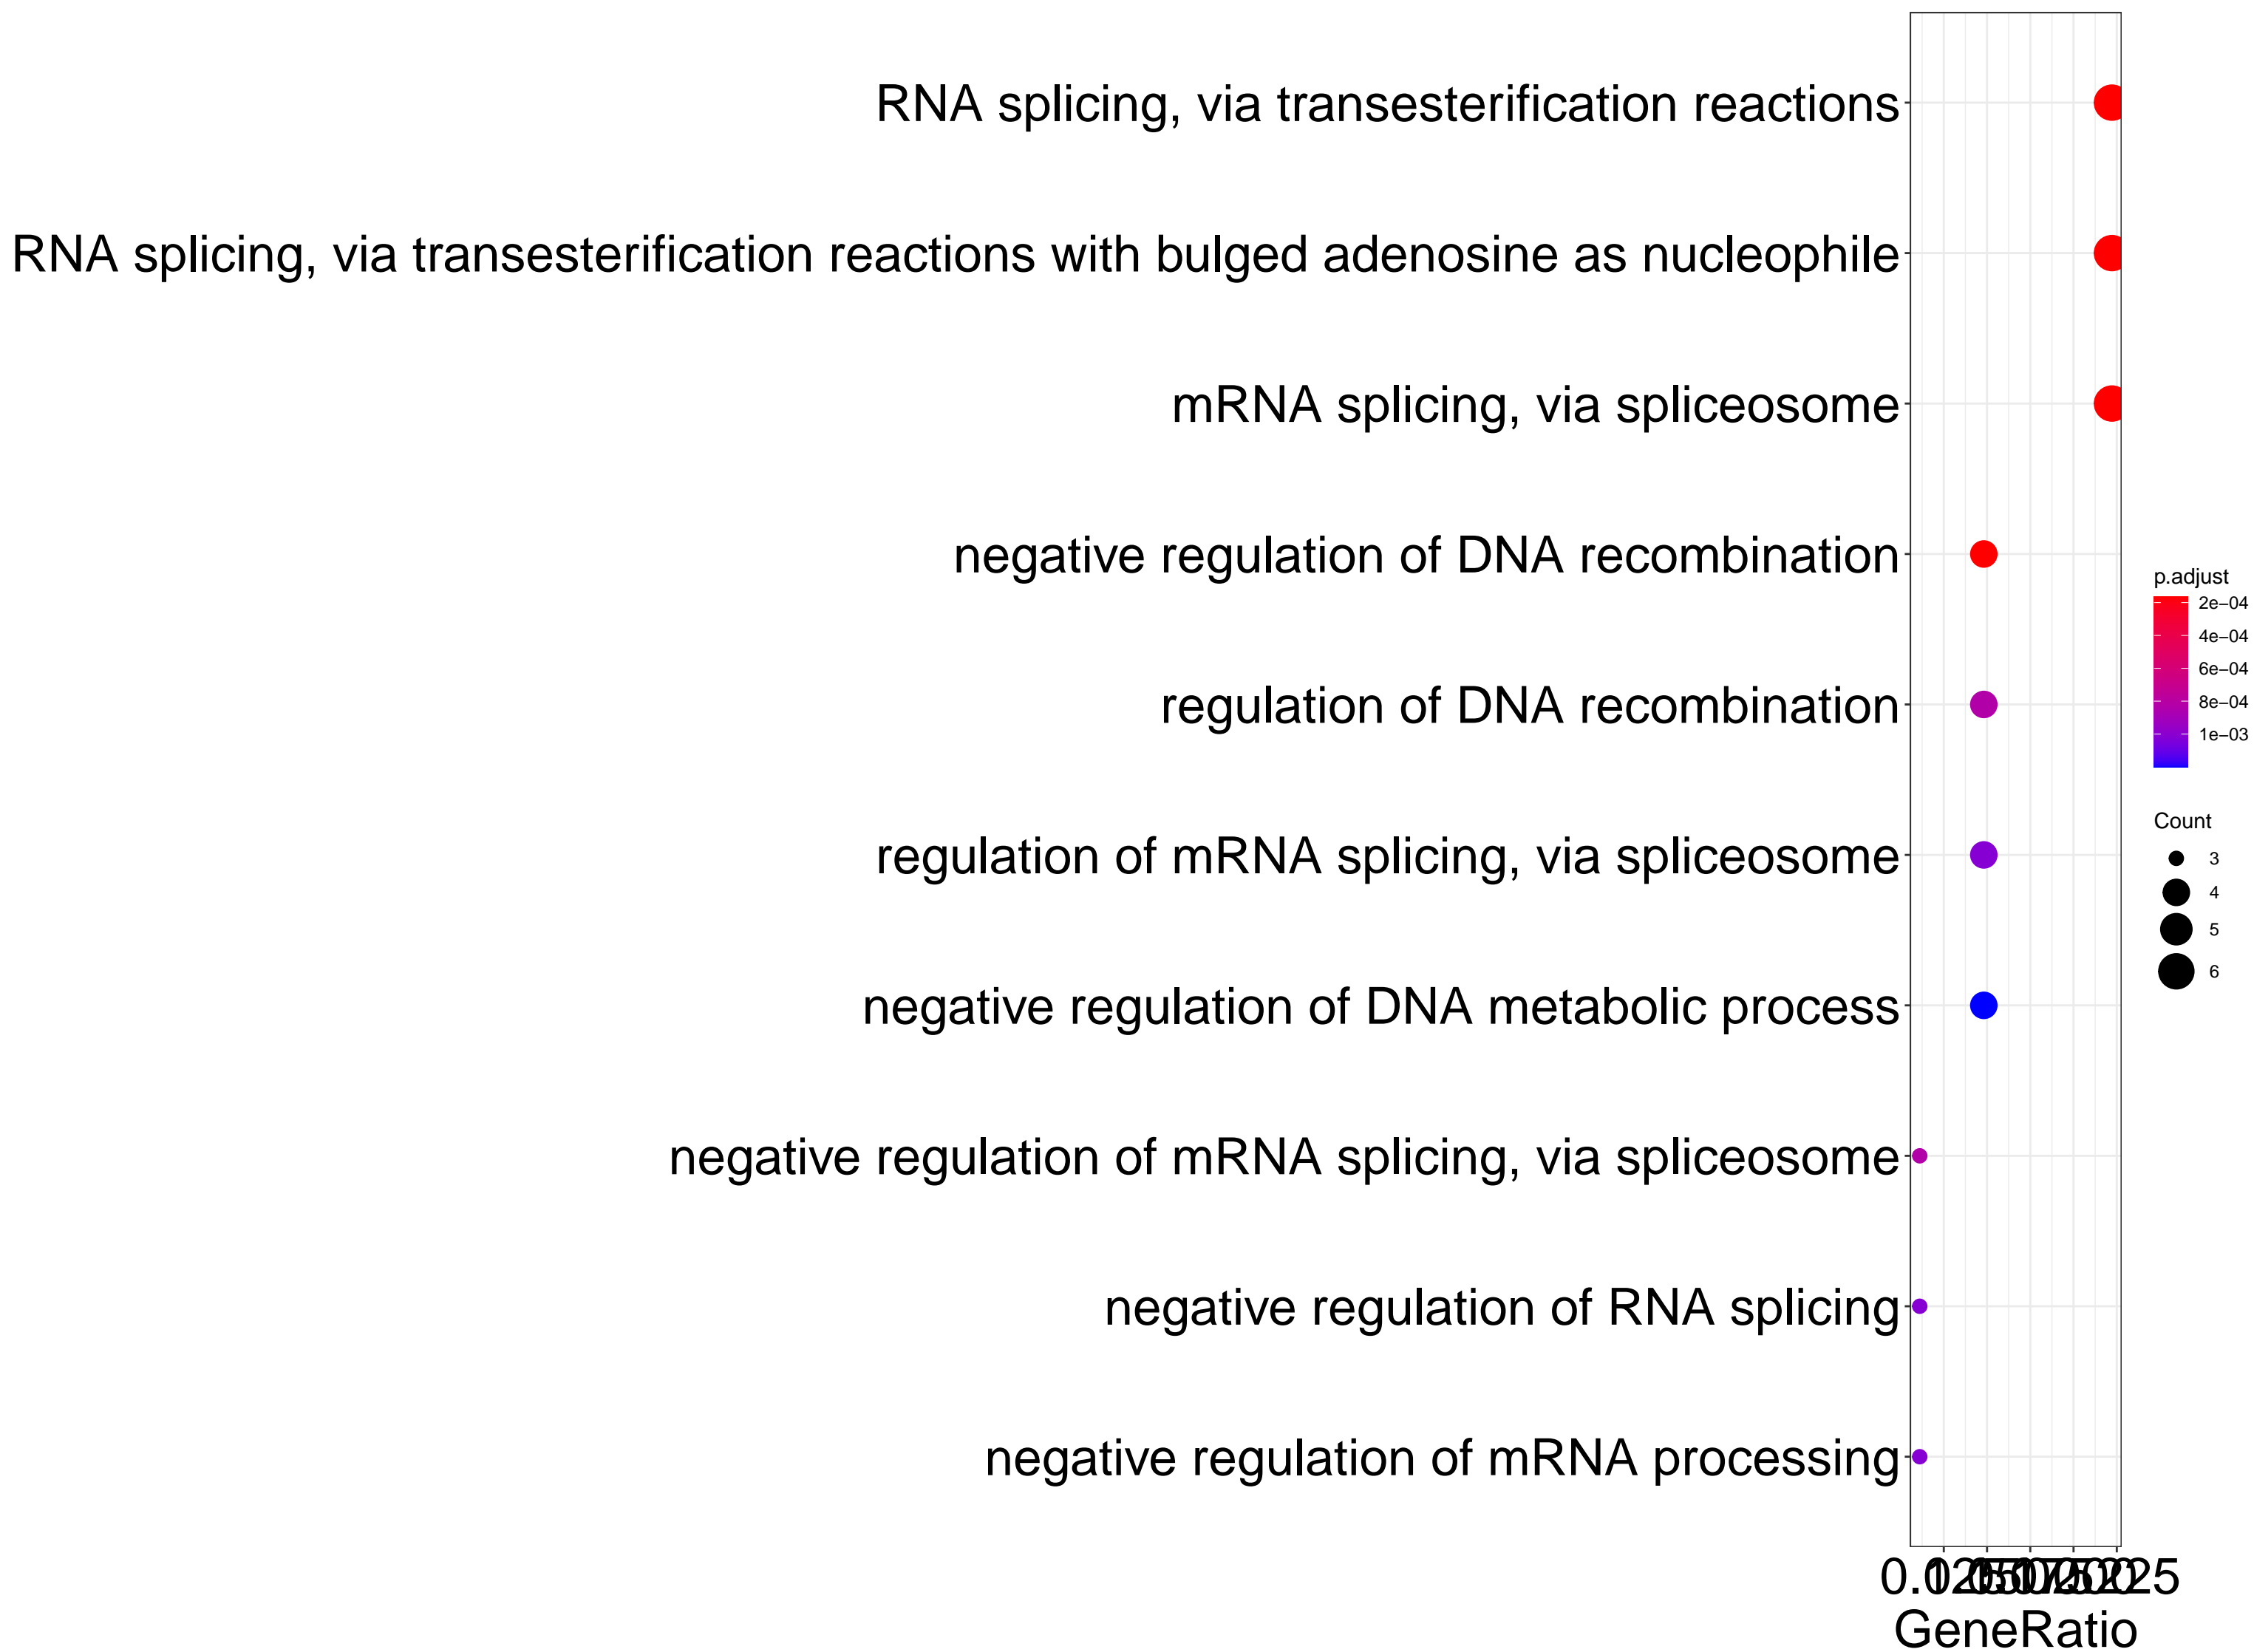 RNA splicing, via transesterification reactions
RNA splicing, via transesterification reactions with bulged adenosine as nucleophile
mRNA splicing, via spliceosome
negative regulation of DNA recombination
regulation of DNA recombination
regulation of mRNA splicing, via spliceosome
negative regulation of DNA metabolic process
negative regulation of mRNA splicing, via spliceosome
negative regulation of RNA splicing
negative regulation of mRNA processing
GeneRatio
p.adjust
2e−04
4e−04
6e−04
8e−04
1e−03
Count
3
4
5
6